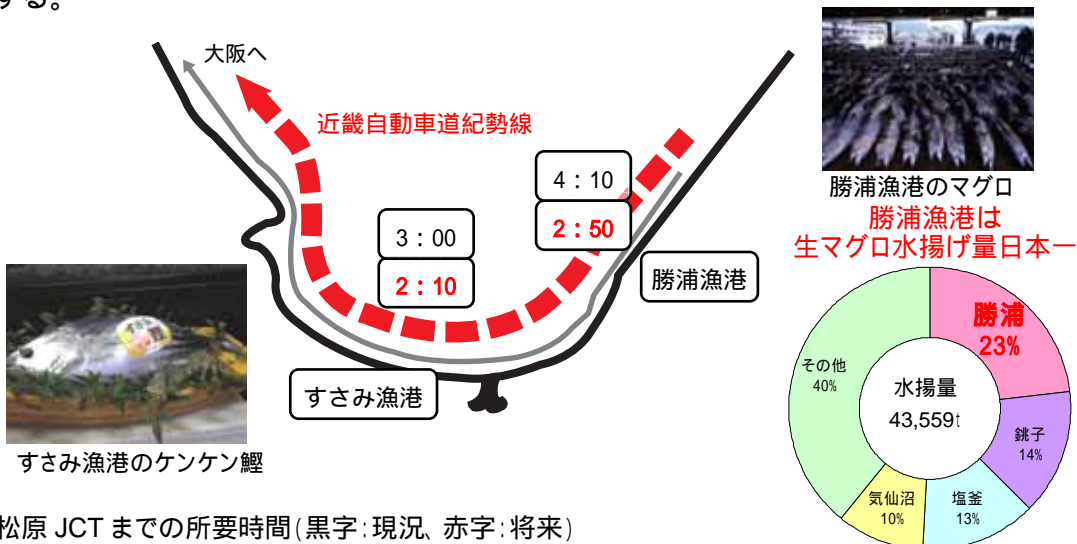 する。
大阪へ
近畿自動車道紀勢線
4：10
2：50
3：00
2：10
勝浦漁港
すさみ漁港
すさみ漁港のケンケン鰹
勝浦漁港のマグロ
勝浦漁港は
生マグロ水揚げ量日本一
勝浦
23%
その他
40%
水揚量
43,559t
銚子
14%
気仙沼
10%
塩釜
13%
松原 JCT までの所要時間（黒字：現況、赤字：将来）